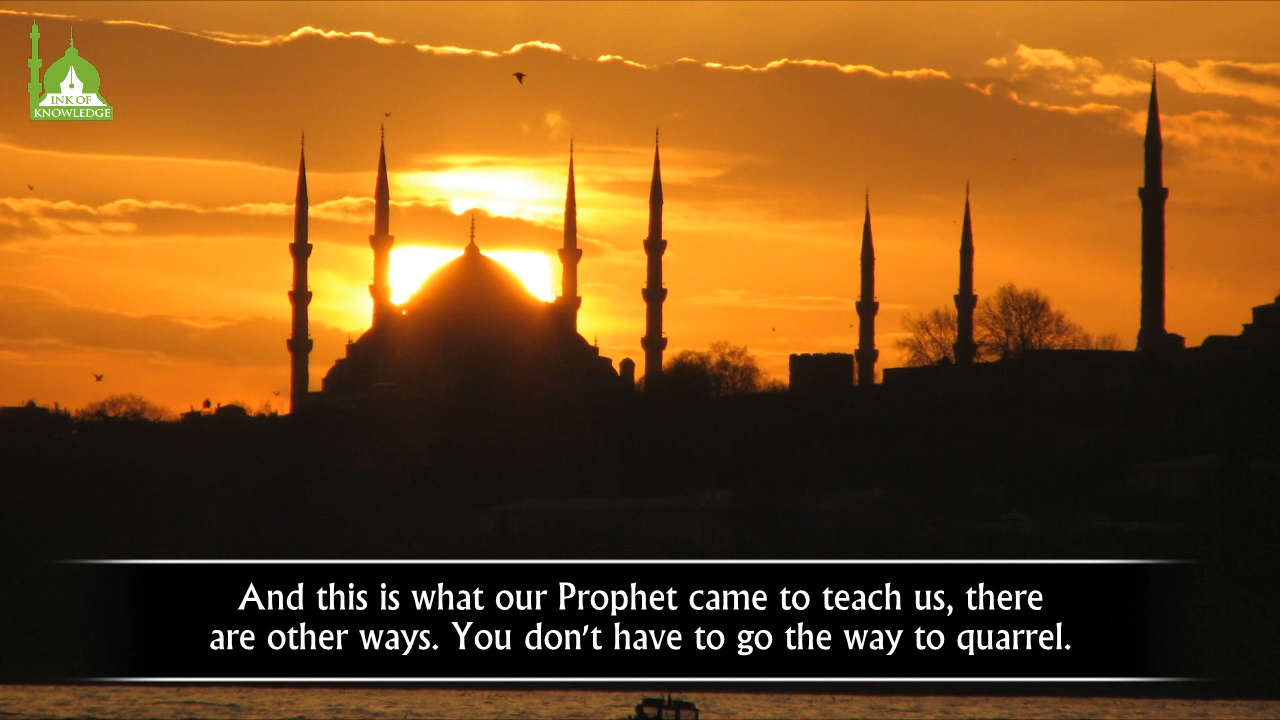 INK OF
KNOWLEDGE
And this is what our Prophet came to teach us, there
are other ways. You don't have to go the way to quarrel.